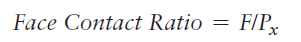 Face Contact Ratio = F/Pₓ